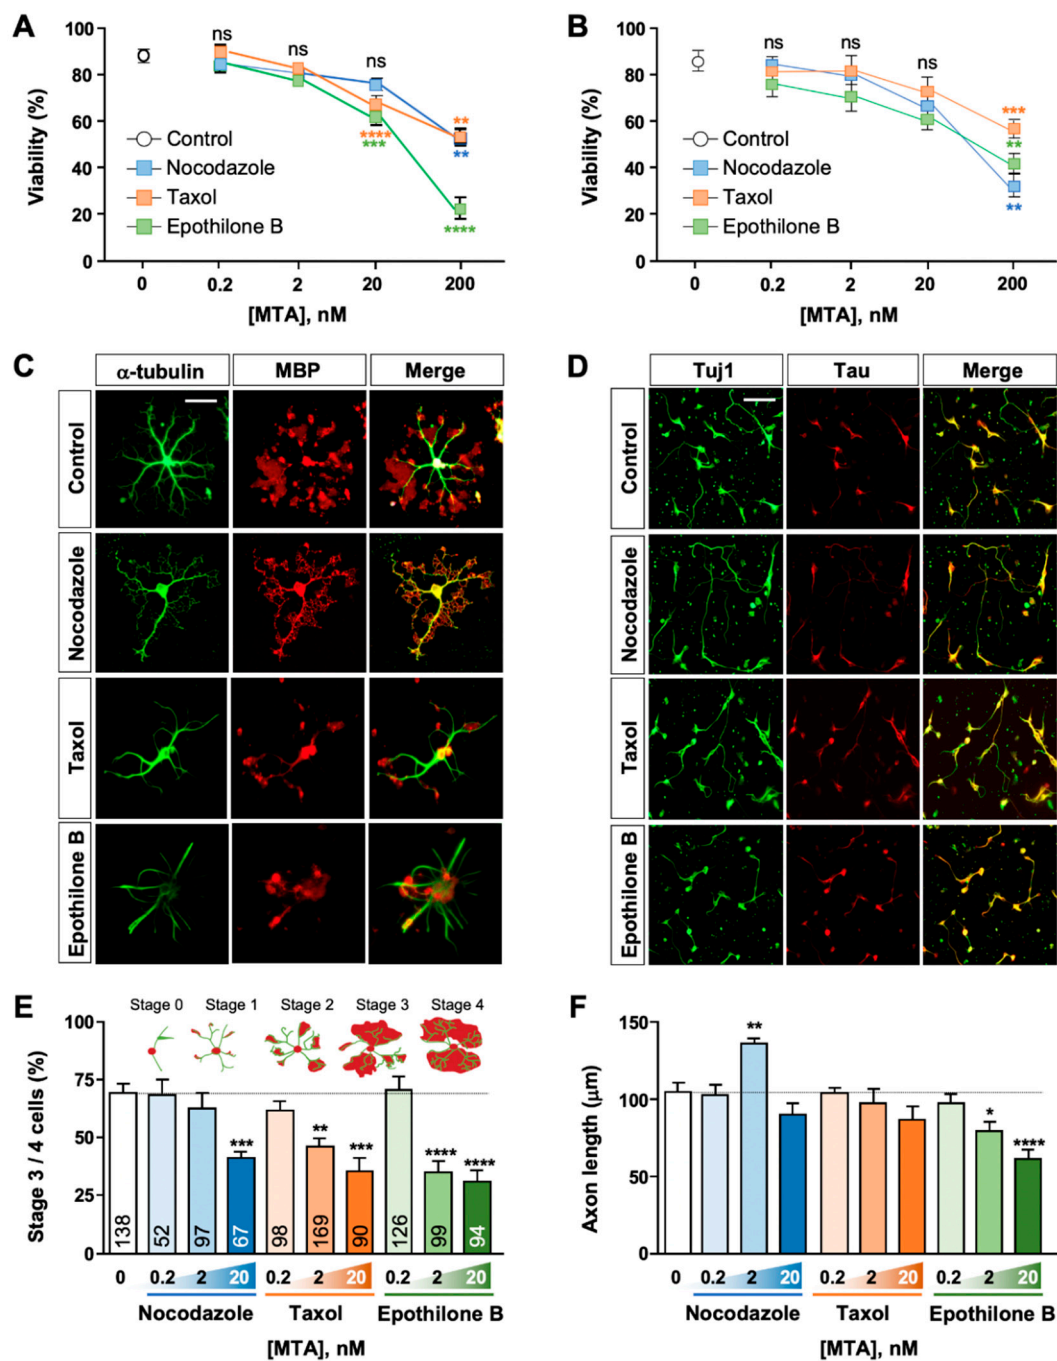 A
B
100
80
60
40
20
0
Viability (%)
ns
ns
****
***
**
**
****
Control
Nocodazole
Taxol
Epothilone B
0
0.2
2
20
200
[MTA], nM
100
80
60
40
20
0
Viability (%)
ns
ns
ns
***
**
**
Control
Nocodazole
Taxol
Epothilone B
0
0.2
2
20
200
[MTA], nM
C
α-tubulin
MBP
Merge
Control
Nocodazole
Taxol
Epothilone B
D
Tuj1
Tau
Merge
Control
Nocodazole
Taxol
Epothilone B
E
Stage 0 Stage 1 Stage 2 Stage 3 Stage 4
100
75
50
25
0
Stage 3 / 4 cells (%)
*** ** *** **** ****
138 52 97 67 98 169 90 126 99 94
0 0.2 2 20 0.2 2 20 0.2 2 20
Nocodazole Taxol Epothilone B
[MTA], nM
F
150
100
50
0
Axon length (μm)
** * ****
0 0.2 2 20 0.2 2 20 0.2 2 20
Nocodazole Taxol Epothilone B
[MTA], nM